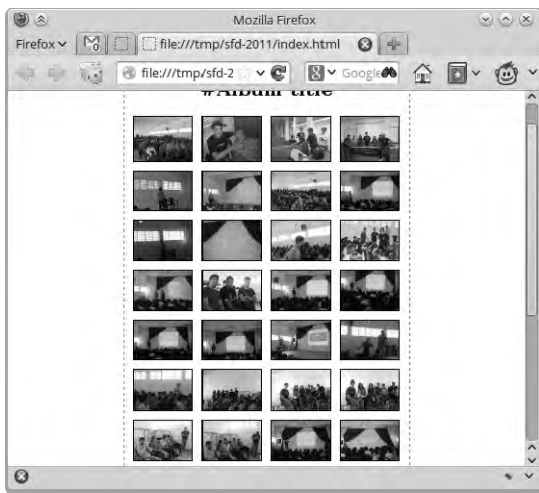 Mozilla Firefox
Firefox
file:///tmp/sfd-2011/index.html
file:///tmp/sfd-2
Google
#Album title